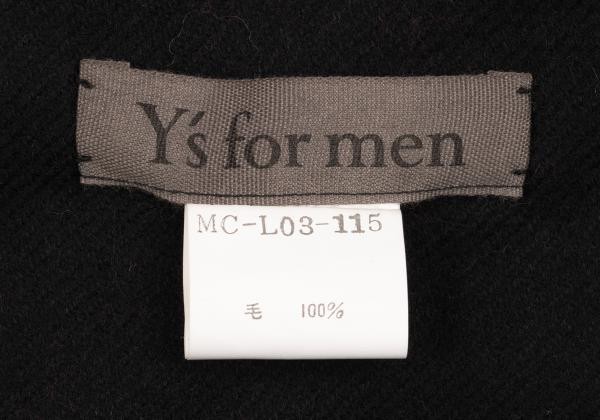 Y's for men
MC-L03-115
毛 100%